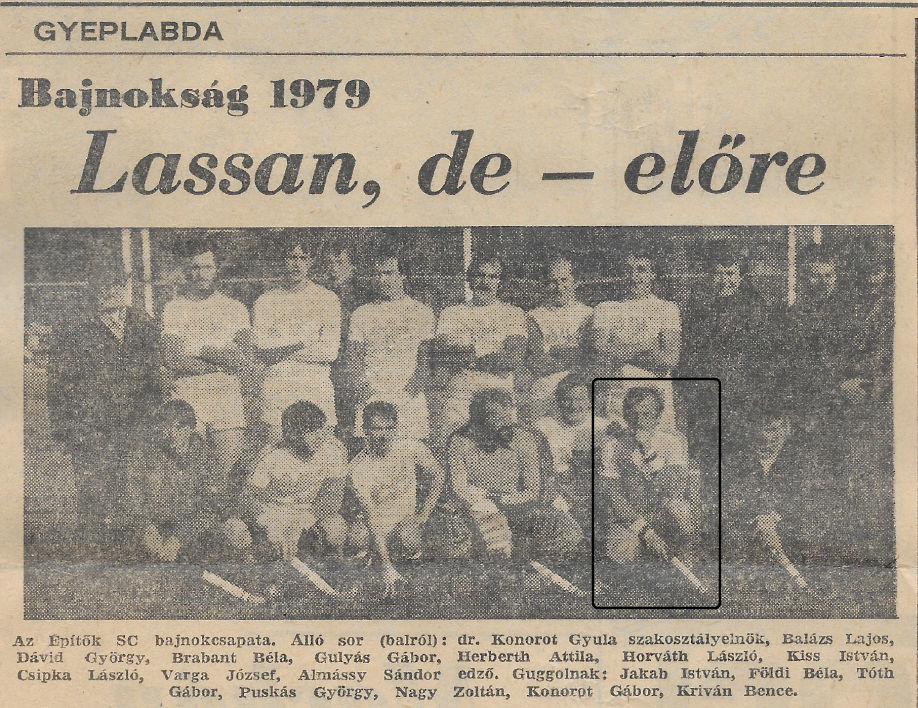 GYEPLABDA
Bajnokság 1979
Lassan, de — előre
Az Építők SC bajnokcsapata. Álló sor (balról): dr. Konorot Gyula szakosztályelnök, Balázs Lajos,
Dávid György, Brabant Béla, Gulyás Gábor, Herberth Attila, Horváth László, Kiss István,
Csipka László, Varga József, Almássy Sándor edző. Guggolnak: Jakab István, Földi Béla, Tóth
Gábor, Puskás György, Nagy Zoltán, Konorot Gábor, Kriván Bence.